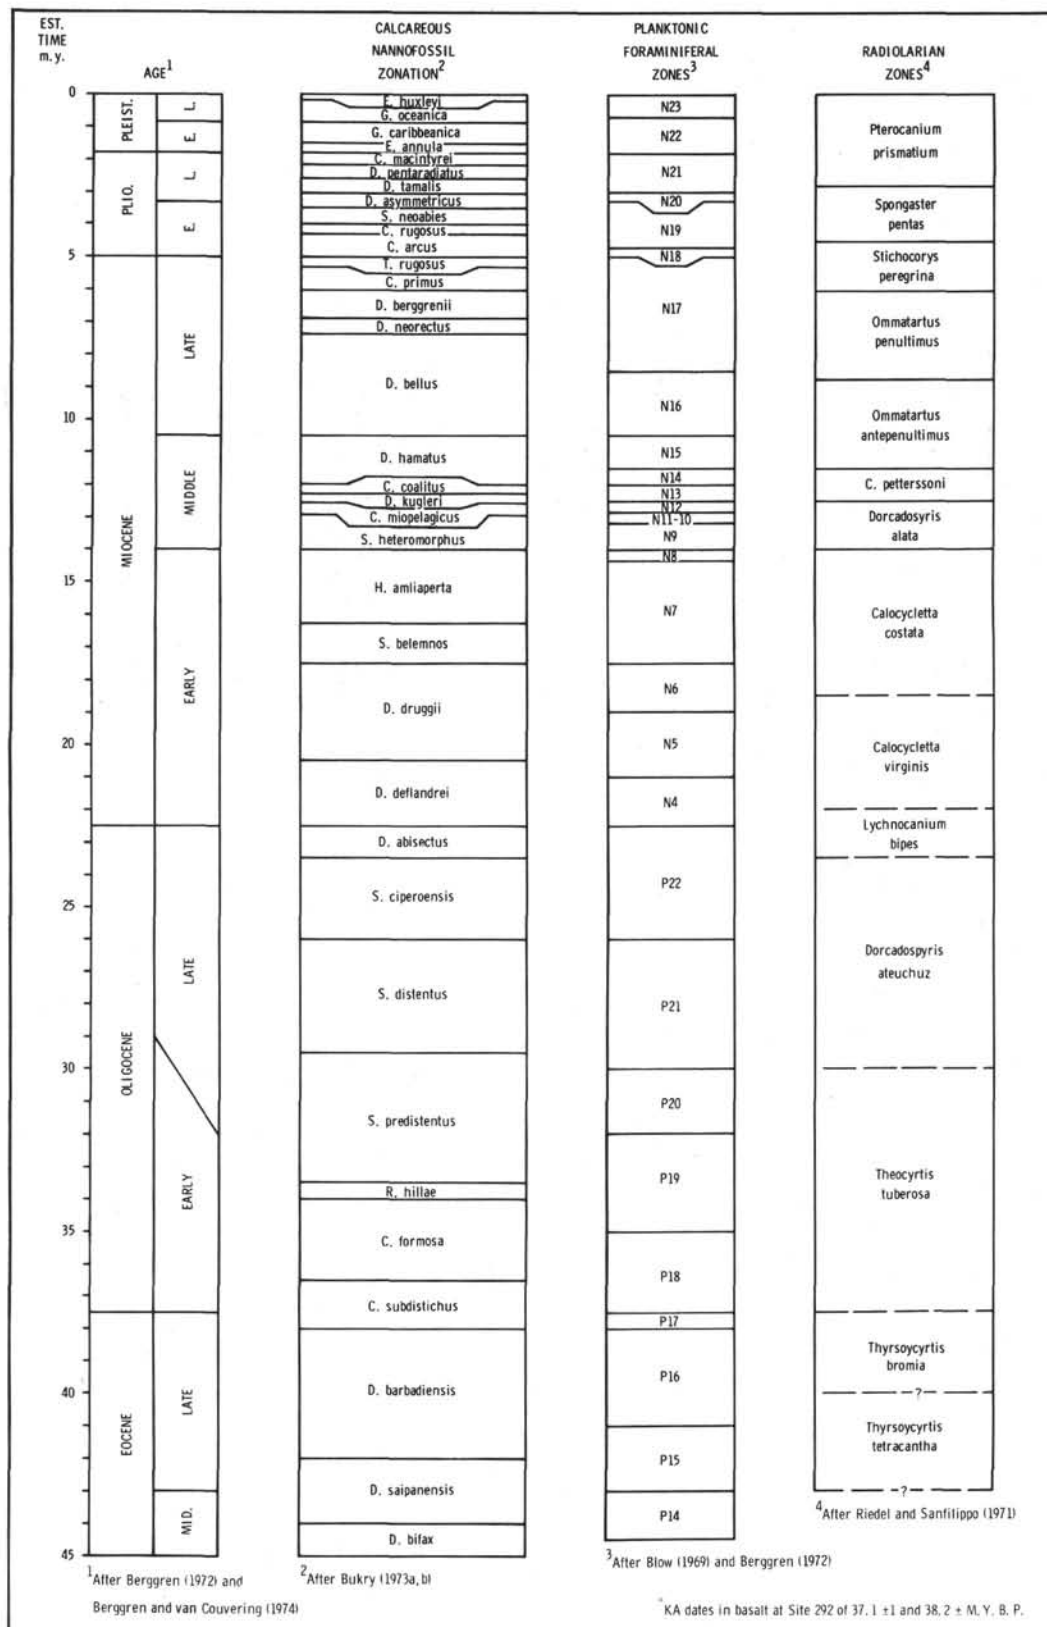 EST.
TIME
m.y.
AGE1
CALCAREOUS
NANNOFOSSIL
ZONATION2
PLANKTONIC
FORAMINIFERAL
ZONES3
RADIOLARIAN
ZONES4
0
5
10
15
20
25
30
35
40
45
PLEIST.
PLIO.
MIOCENE
OLIGOCENE
EOCENE
L.
E.
L.
E.
LATE
MIDDLE
EARLY
LATE
EARLY
LATE
MID.
E. huxleyi
G. oceanica
G. caribbeanica
E. annula
C. macintyrei
D. pentaradiatus
D. tamalis
D. asymmetricus
S. neoabies
C. rugosus
C. arcus
T. rugosus
C. primus
D. berggrenii
D. neorectus
D. bellus
D. hamatus
C. coalitus
D. kugleri
C. miopelagicus
S. heteromorphus
H. amliaperta
S. belemnos
D. druggii
D. deflandrei
D. abisectus
S. ciperoensis
S. distentus
S. predistentus
R. hillae
C. formosa
C. subdistichus
D. barbadiensis
D. saipanensis
D. bifax
N23
N22
N21
N20
N19
N18
N17
N16
N15
N14
N13
N12
N11-10
N9
N8
N7
N6
N5
N4
P22
P21
P20
P19
P18
P17
P16
P15
P14
Pterocanium
prismatium
Spongaster
pentas
Stichocorys
peregrina
Ommatartus
penultimus
Ommatartus
antepenultimus
C. petterssoni
Dorcadosyris
alata
Calocycletta
costata
Calocycletta
virginis
Lychnocanium
bipes
Dorcadospyris
ateuchuz
Theocyrtis
tuberosa
Thyrsoycrtis
bromia
?
Thyrsoycrtis
tetracantha
?
4After Riedel and Sanfilippo (1971)
3After Blow (1969) and Berggren (1972)
1After Berggren (1972) and
Berggren and van Couvering (1974)
2After Bukry (1973a, b)
*KA dates in basalt at Site 292 of 37.1 ±1 and 38.2 ± M. Y. B. P.